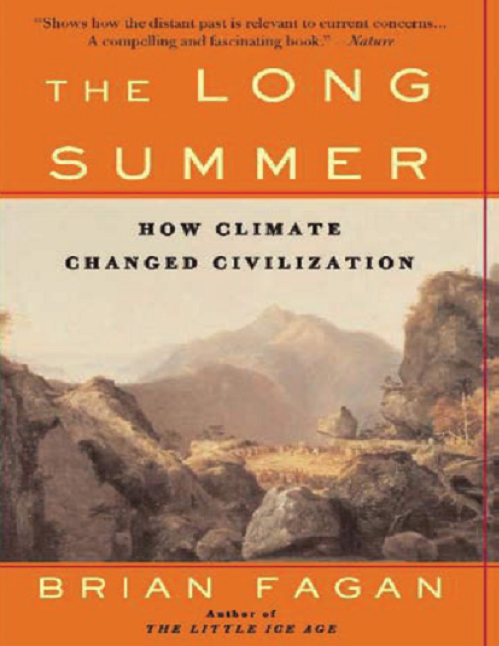 "Shows how the distant past is relevant to current concerns...
A compelling and fascinating book." —Nature
THE LONG
SUMMER
HOW CLIMATE
CHANGED CIVILIZATION
BRIAN FAGAN
Author of
THE LITTLE ICE AGE